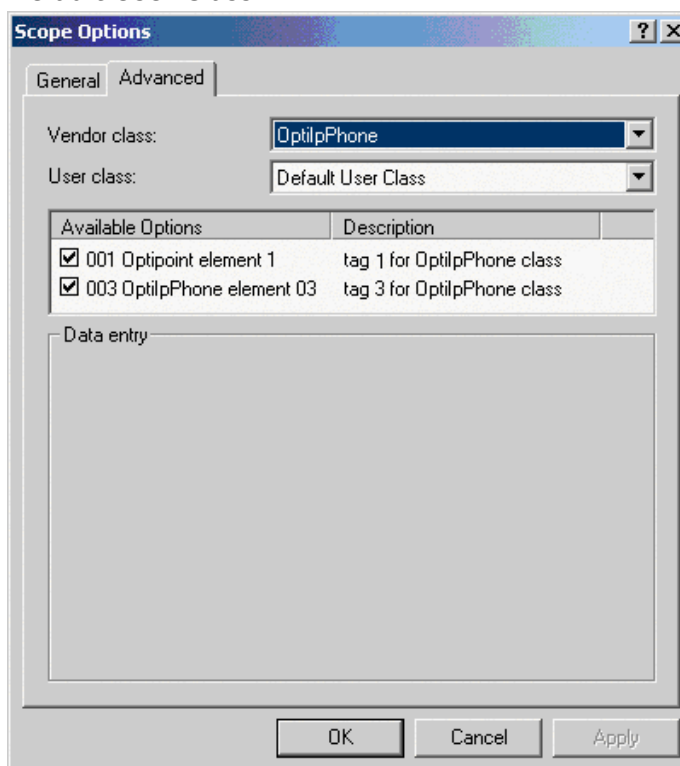 Scope Options
General Advanced
Vendor class: OptiIpPhone
User class: Default User Class
Available Options Description
001 Optipoint element 1 tag 1 for OptiIpPhone class
003 OptiIpPhone element 03 tag 3 for OptiIpPhone class
Data entry
OK Cancel Apply